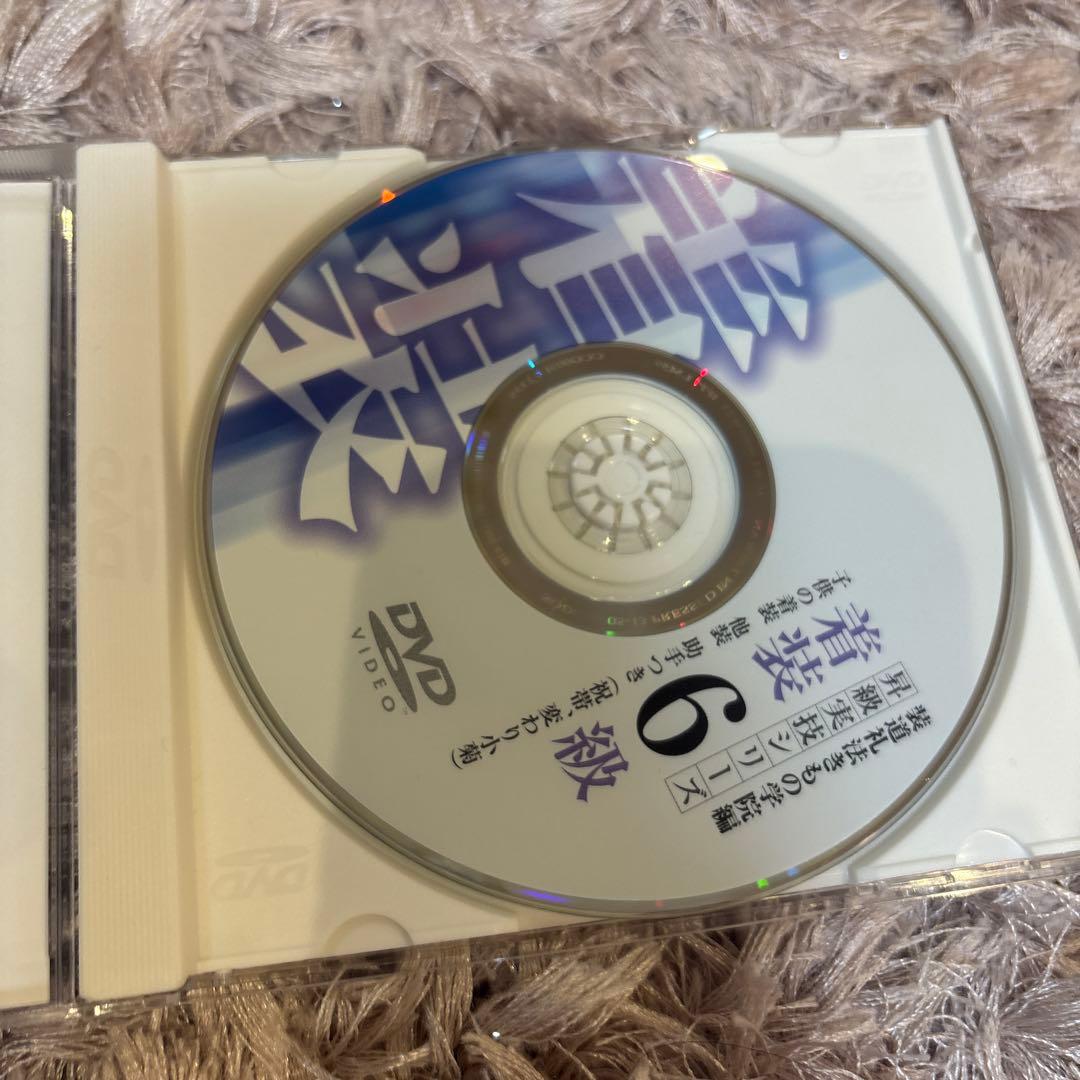 着装
装道礼法きもの学院編
昇級実技シリーズ
着装6級
子供の着装 他装 助手つき(祝帯、変わり小菊)
DVD
VIDEO
DVD
DVD